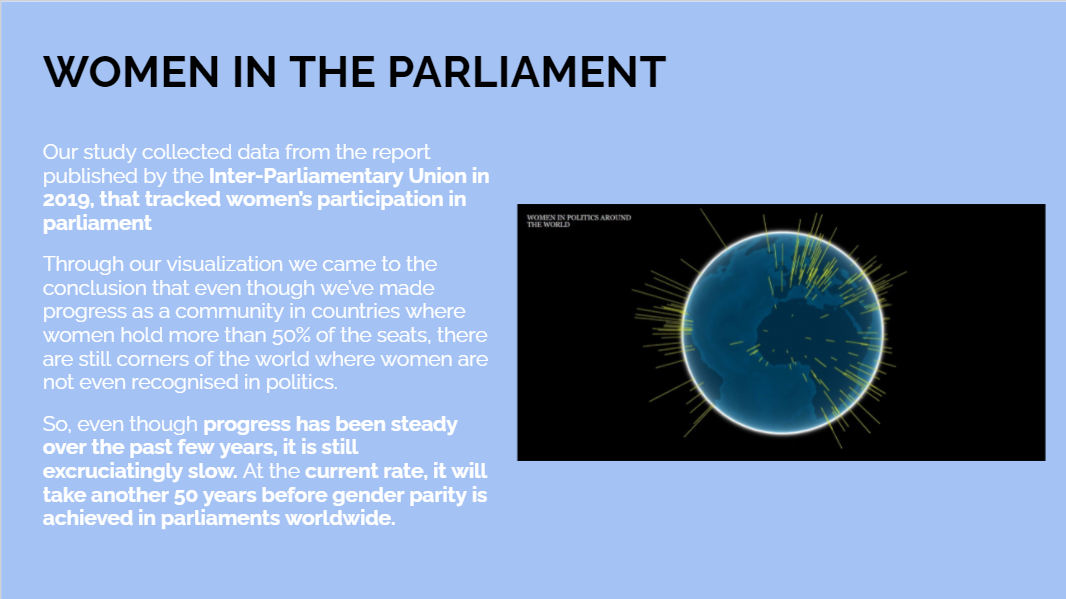 WOMEN IN THE PARLIAMENT
Our study collected data from the report
published by the Inter-Parliamentary Union in
2019, that tracked women's participation in
parliament
Through our visualization we came to the
conclusion that even though we've made
progress as a community in countries where
women hold more than 50% of the seats, there
are still corners of the world where women are
not even recognised in politics.
So, even though progress has been steady
over the past few years, it is still
excruciatingly slow. At the current rate, it will
take another 50 years before gender parity is
achieved in parliaments worldwide.
WOMEN IN POLITICS AROUND
THE WORLD